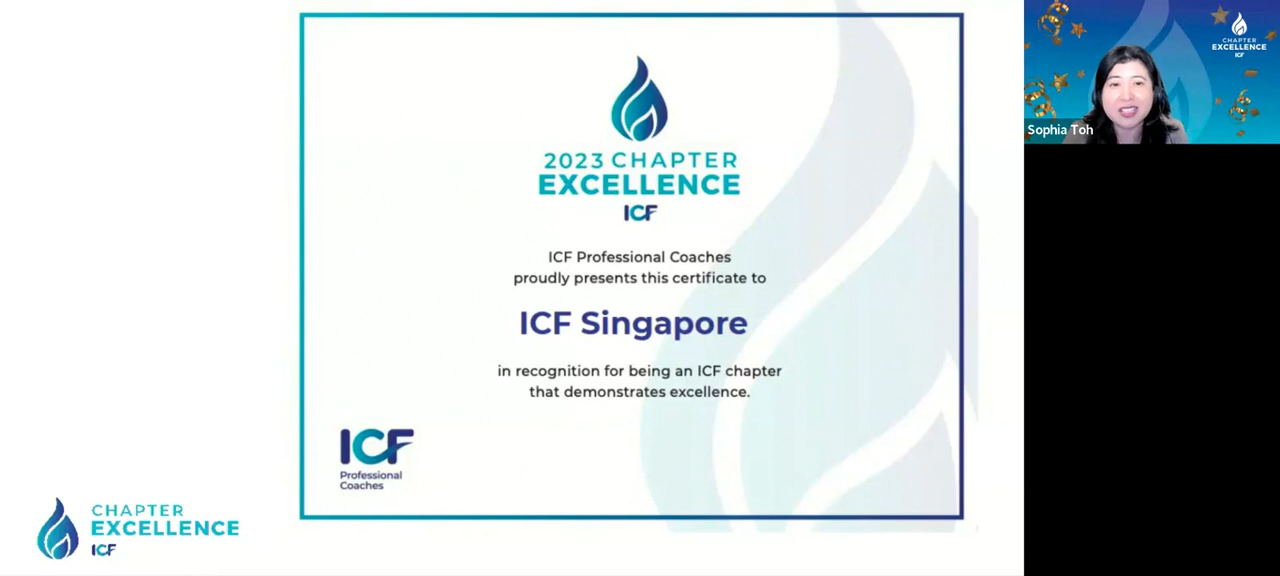 2023 CHAPTER
EXCELLENCE
ICF
ICF Professional Coaches
proudly presents this certificate to
ICF Singapore
in recognition for being an ICF chapter
that demonstrates excellence.
ICF
Professional
Coaches
CHAPTER
EXCELLENCE
ICF
CHAPTER
EXCELLENCE
ICF
Sophia Toh